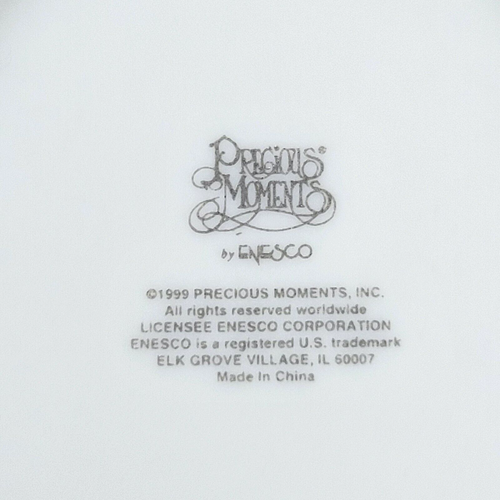 PRECIOUS®
MOMENTS
by ENESCO
©1999 PRECIOUS MOMENTS, INC.
All rights reserved worldwide
LICENSEE ENESCO CORPORATION
ENESCO is a registered U.S. trademark
ELK GROVE VILLAGE, IL 60007
Made In China